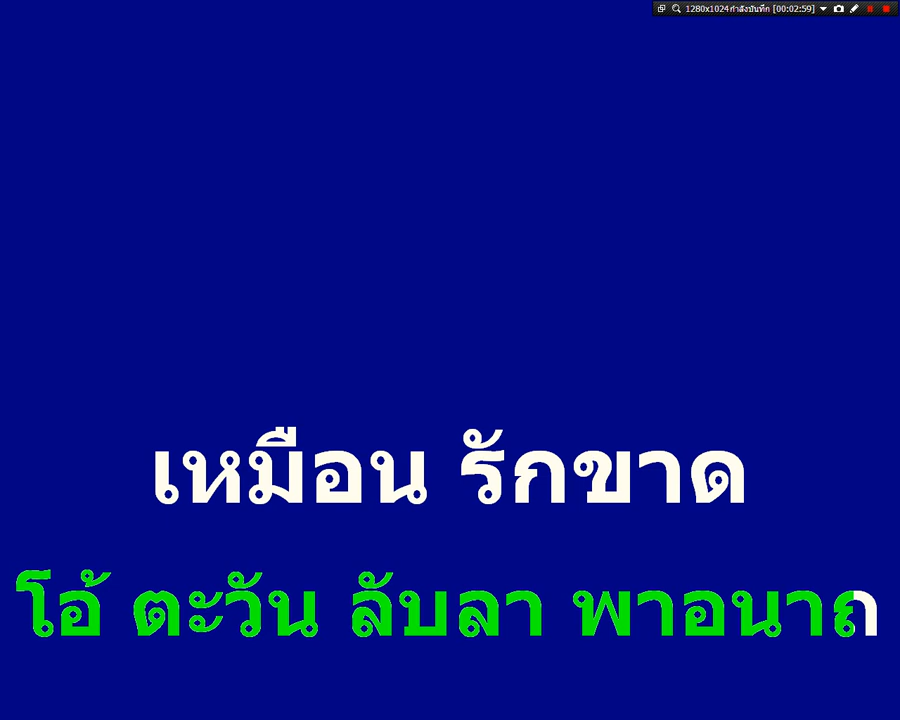 1280x1024กำลังบันทึก [00:02:59]
เหมือน รักขาด
โอ้ ตะวัน ลับลา พาอนาถ